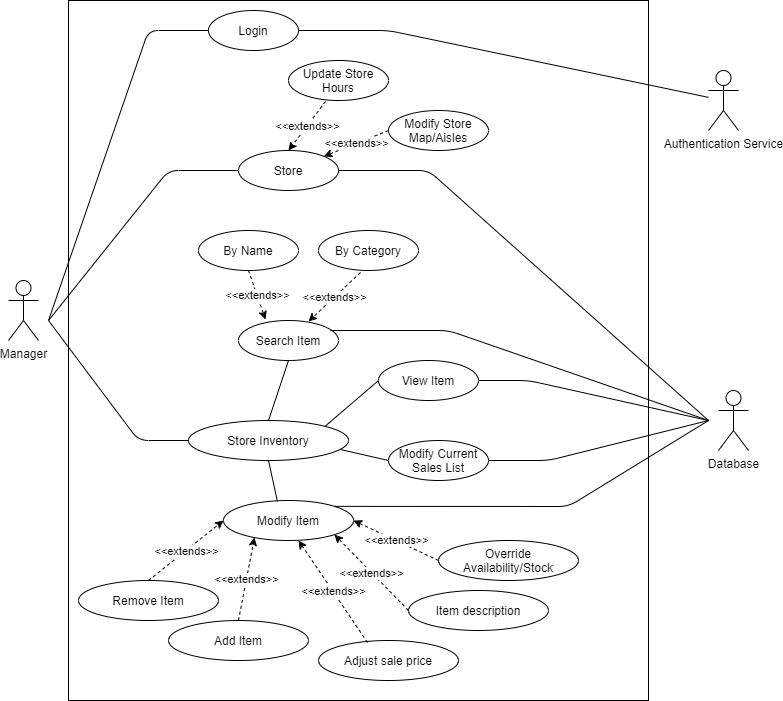 Login
Update Store
Hours
<<extends>>
Modify Store
Map/Aisles
<<extends>>
Authentication Service
Store
By Name
By Category
<<extends>>
<<extends>>
Manager
Search Item
View Item
Store Inventory
Modify Current
Sales List
Database
Modify Item
<<extends>>
<<extends>>
Override
Availability/Stock
<<extends>>
<<extends>>
<<extends>>
Remove Item
Item description
Add Item
Adjust sale price